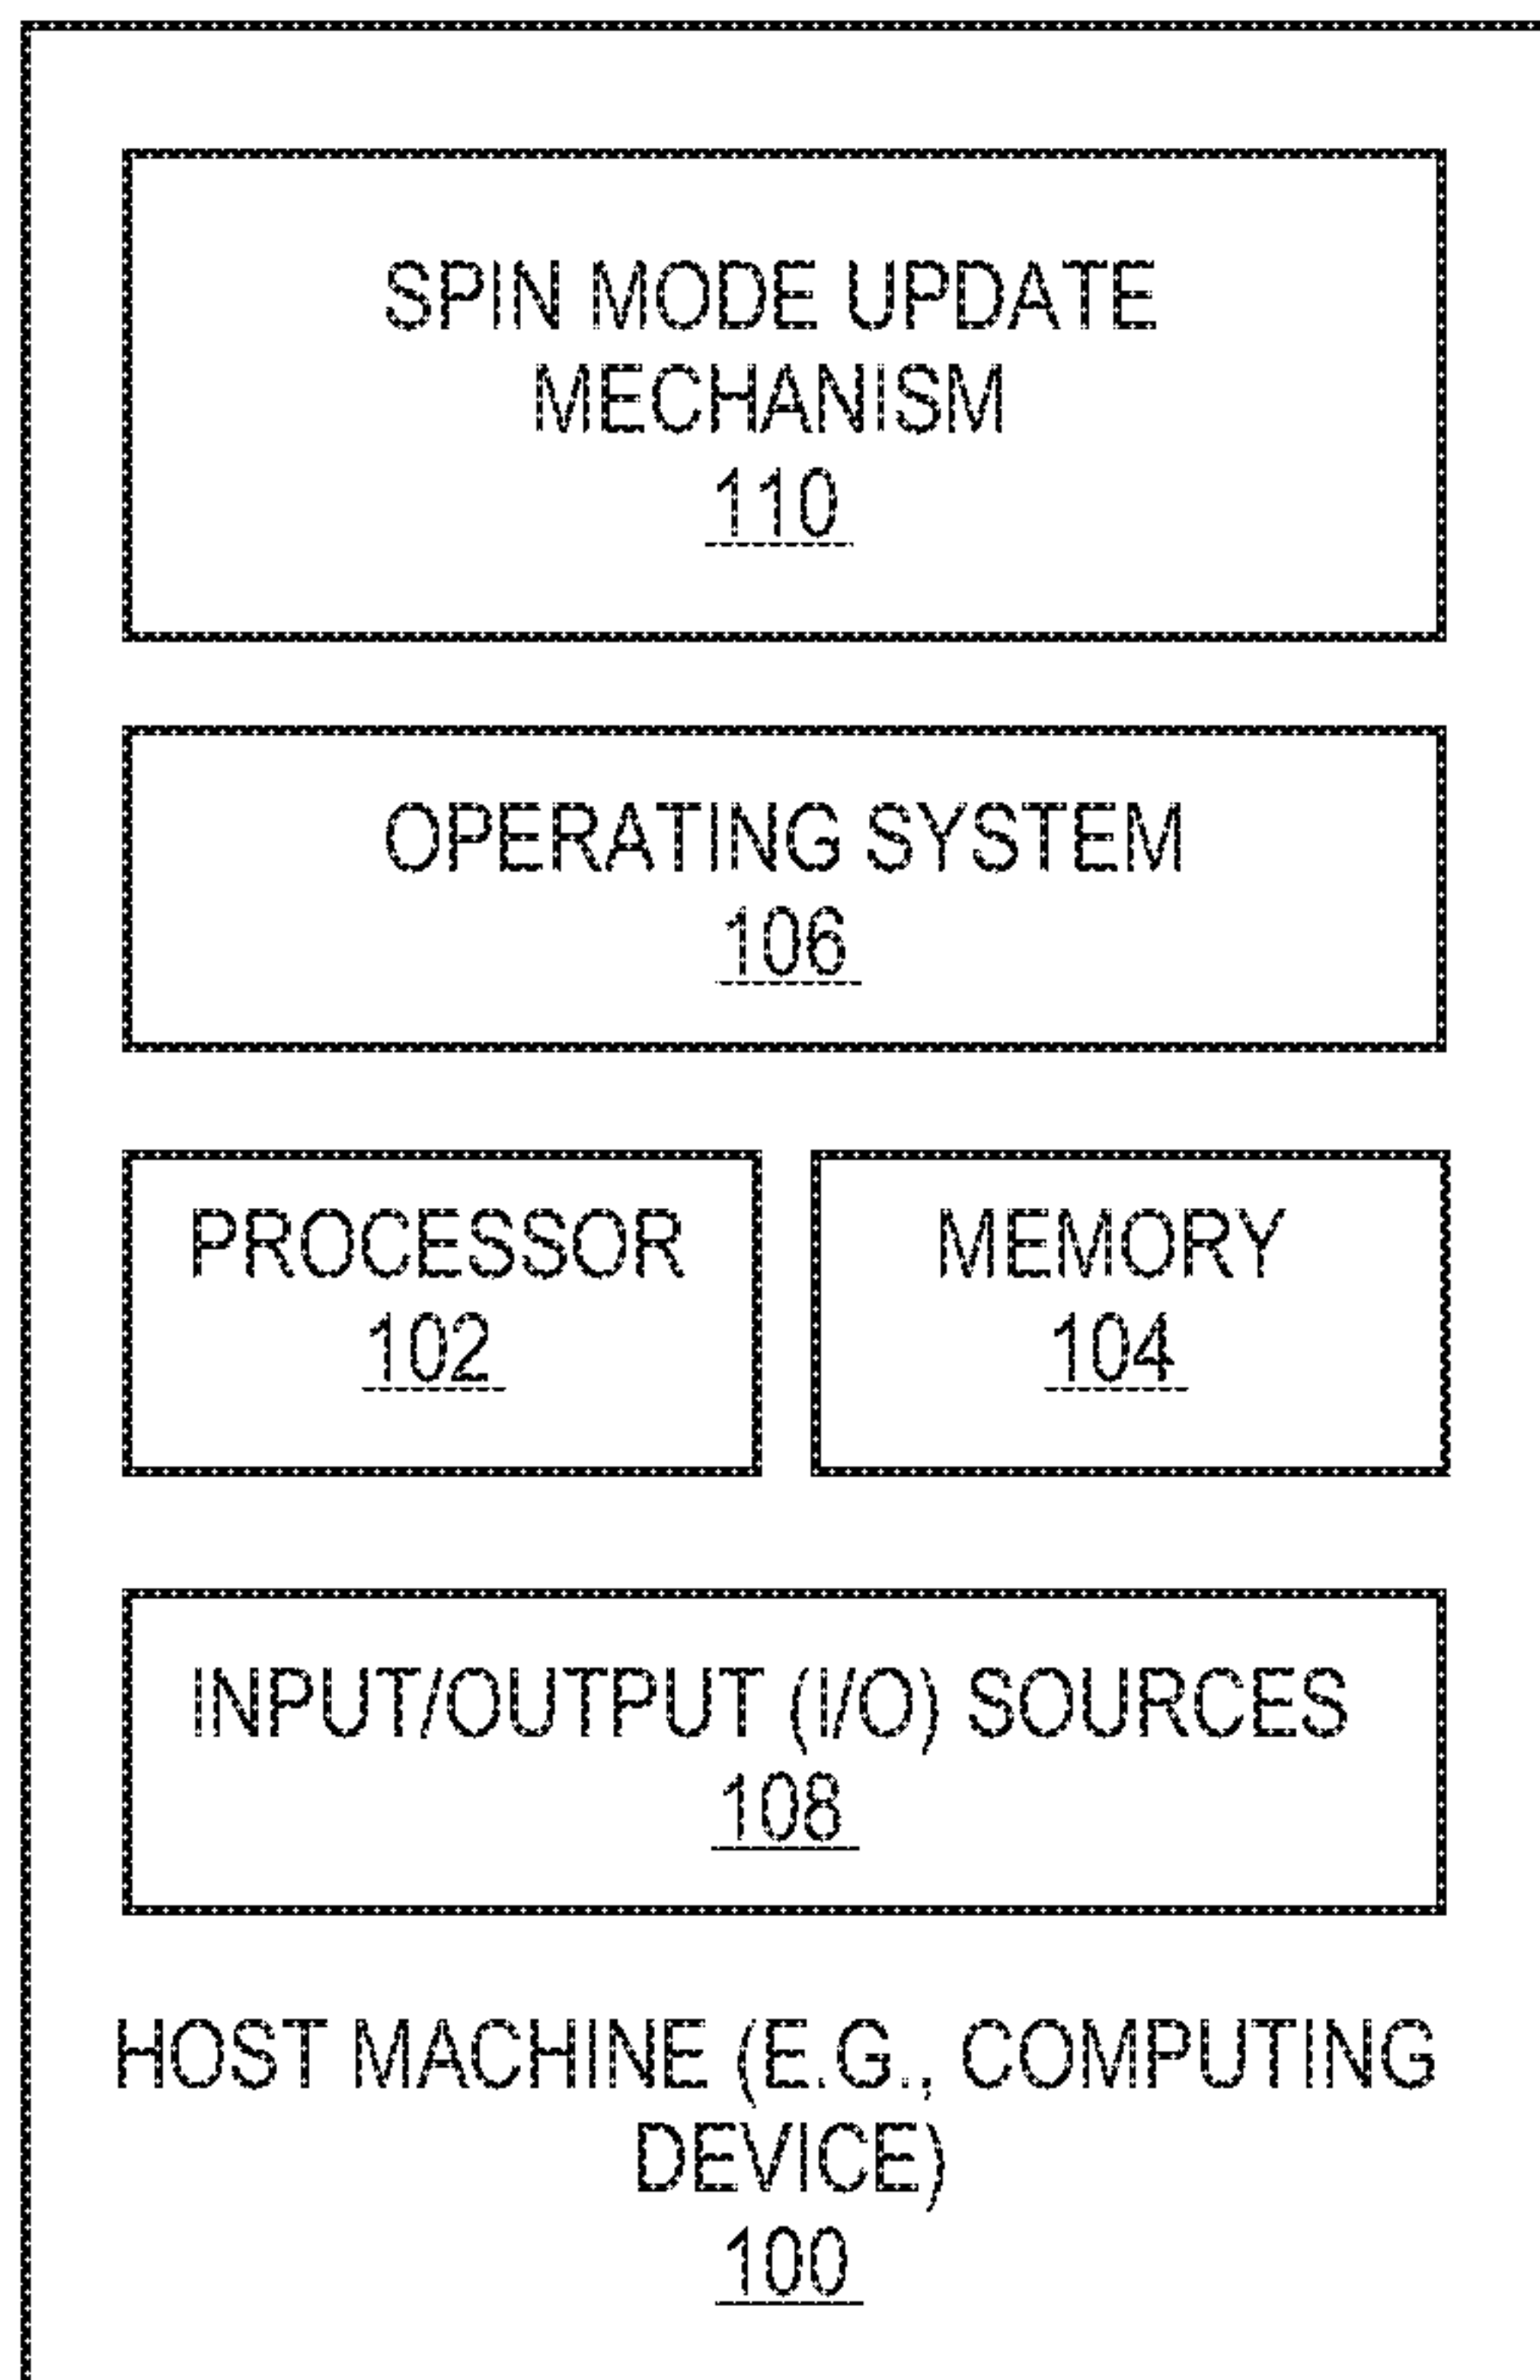 SPIN MODE UPDATE
MECHANISM
110
OPERATING SYSTEM
106
PROCESSOR
102
MEMORY
104
INPUT/OUTPUT (I/O) SOURCES
108
HOST MACHINE (E.G., COMPUTING
DEVICE)
100